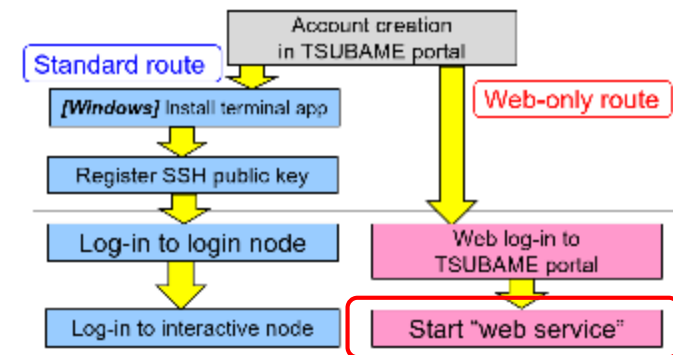 Account creation
in TSUBAME portal
Standard route
Web-only route
[Windows] Install terminal app
Register SSH public key
Log-in to login node
Web log-in to
TSUBAME portal
Log-in to interactive node
Start “web service”